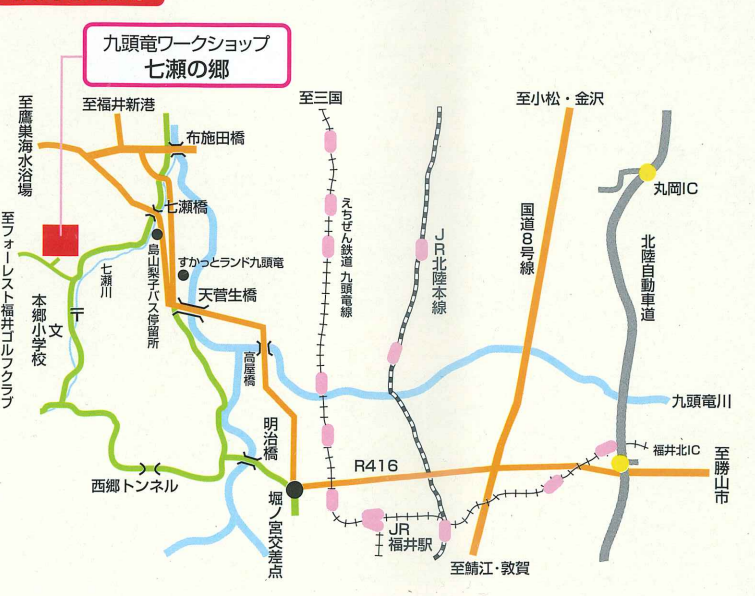 九頭竜ワークショップ
七瀬の郷
至鷹巣海水浴場
至福井新港
布施田橋
至三国
至小松・金沢
丸岡IC
七瀬橋
島山梨子バス停留所
すかっとランド九頭竜
天菅生橋
七瀬川
至フォーレスト福井ゴルフクラブ
本郷小学校
文
〒
えちぜん鉄道 九頭竜線
JR北陸本線
国道8号線
北陸自動車道
高屋橋
九頭竜川
明治橋
西郷トンネル
R416
福井北IC
至勝山市
堀ノ宮交差点
JR
福井駅
至鯖江・敦賀